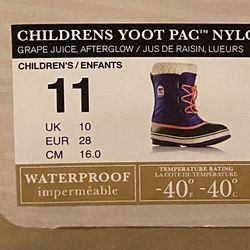 CHILDRENS YOOT PAC™ NYLO
GRAPE JUICE, AFTERGLOW / JUS DE RAISIN, LUEURS
CHILDREN'S / ENFANTS
11
UK 10
EUR 28
CM 16.0
WATERPROOF
imperméable
TEMPERATURE RATING
LA COTE DE TEMPÉRATURE
-40° -40°
F C